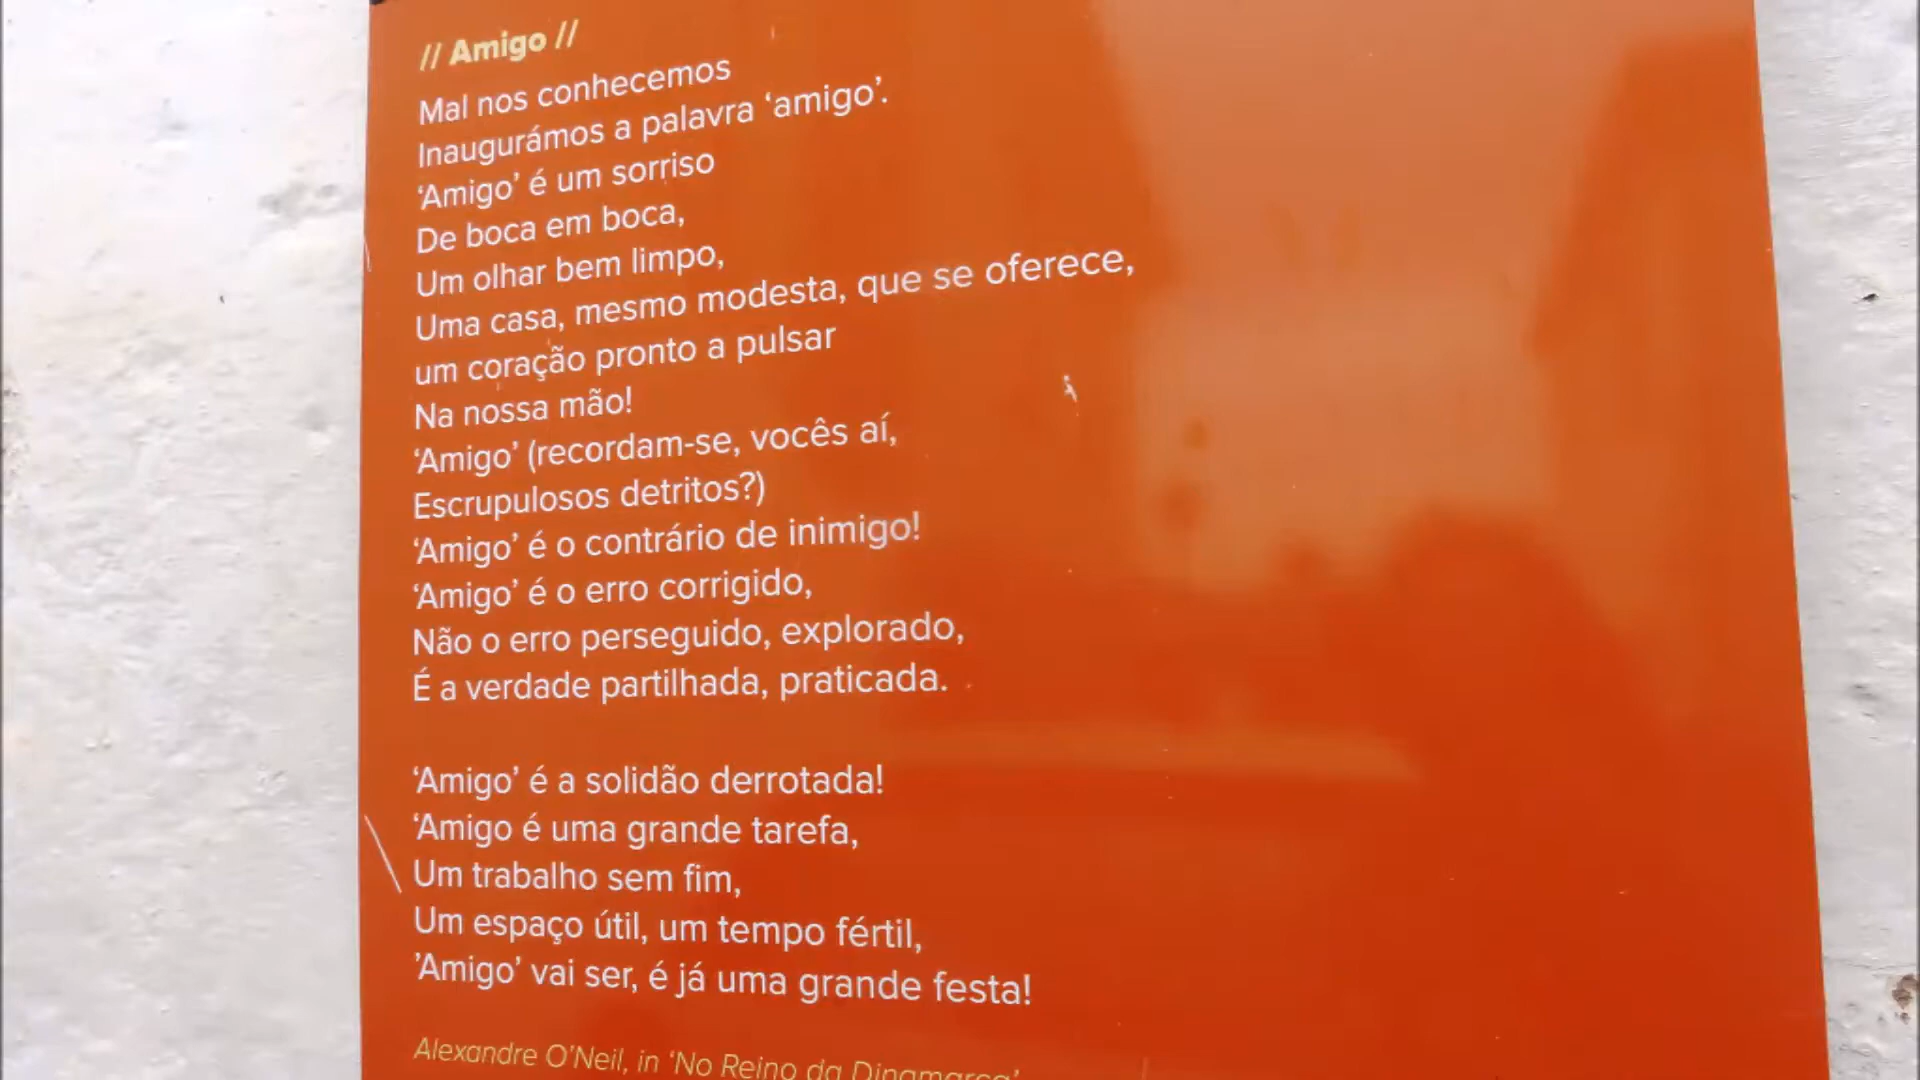 // Amigo //
Mal nos conhecemos
Inaugurámos a palavra ‘amigo’.
‘Amigo’ é um sorriso
De boca em boca,
Um olhar bem limpo,
Uma casa, mesmo modesta, que se oferece,
um coração pronto a pulsar
Na nossa mão!
‘Amigo’ (recordam-se, vocês aí,
Escrupulosos detritos?)
‘Amigo’ é o contrário de inimigo!
‘Amigo’ é o erro corrigido,
Não o erro perseguido, explorado,
É a verdade partilhada, praticada.
‘Amigo’ é a solidão derrotada!
‘Amigo é uma grande tarefa,
Um trabalho sem fim,
Um espaço útil, um tempo fértil,
’Amigo’ vai ser, é já uma grande festa!
Alexandre O’Neil, in ‘No Reino da Dinamarca’